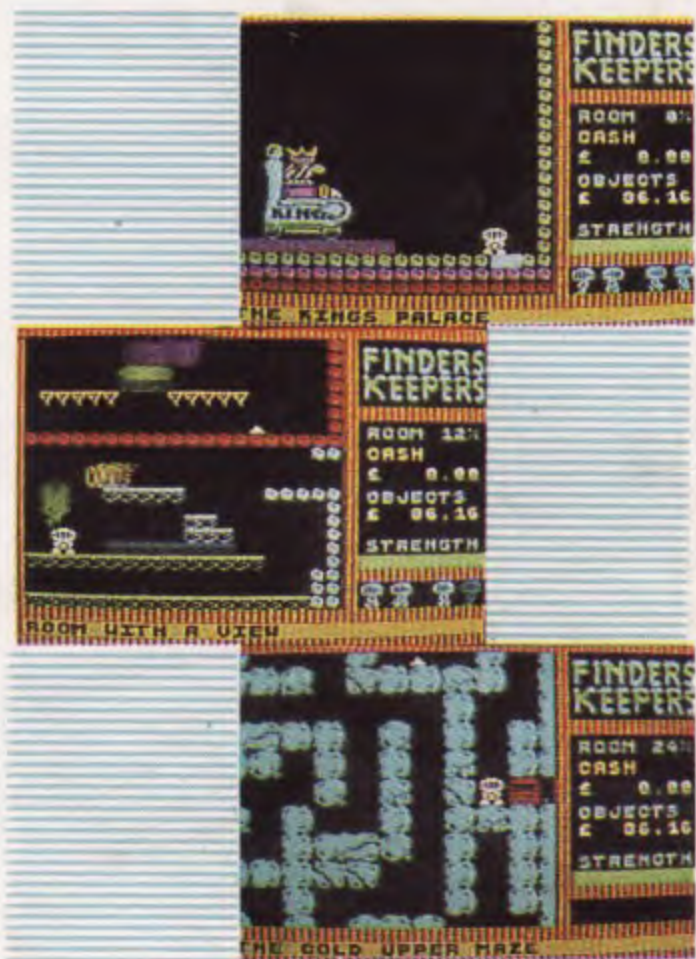 FINDERS
KEEPERS
ROOM 0%
CASH
£ 0.00
OBJECTS
£ 06.16
STRENGTH
KING
THE KINGS PALACE
FINDERS
KEEPERS
ROOM 12%
CASH
£ 0.00
OBJECTS
£ 06.16
STRENGTH
ROOM WITH A VIEW
FINDERS
KEEPERS
ROOM 24%
CASH
£ 0.00
OBJECTS
£ 06.16
STRENGTH
THE COLD UPPER MAZE